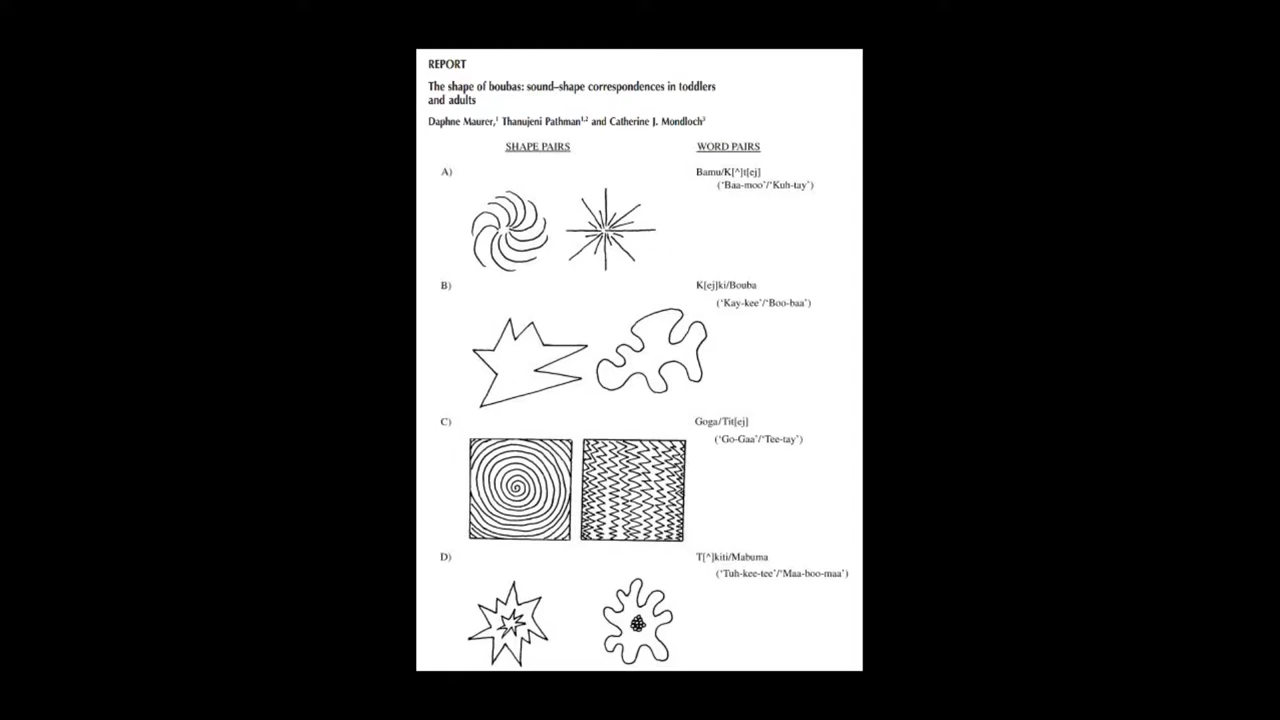 REPORT
The shape of boubas: sound–shape correspondences in toddlers
and adults
Daphne Maurer,¹ Thanujeni Pathman¹,² and Catherine J. Mondloch³
SHAPE PAIRS
WORD PAIRS
A)
Bamu/K[^]t[ej]
(‘Baa-moo’/‘Kuh-tay’)
B)
K[ej]ki/Bouba
(‘Kay-kee’/‘Boo-baa’)
C)
Goga/Tit[ej]
(‘Go-Gaa’/‘Tee-tay’)
D)
T[^]kiti/Mabuma
(‘Tuh-kee-tee’/‘Maa-boo-maa’)